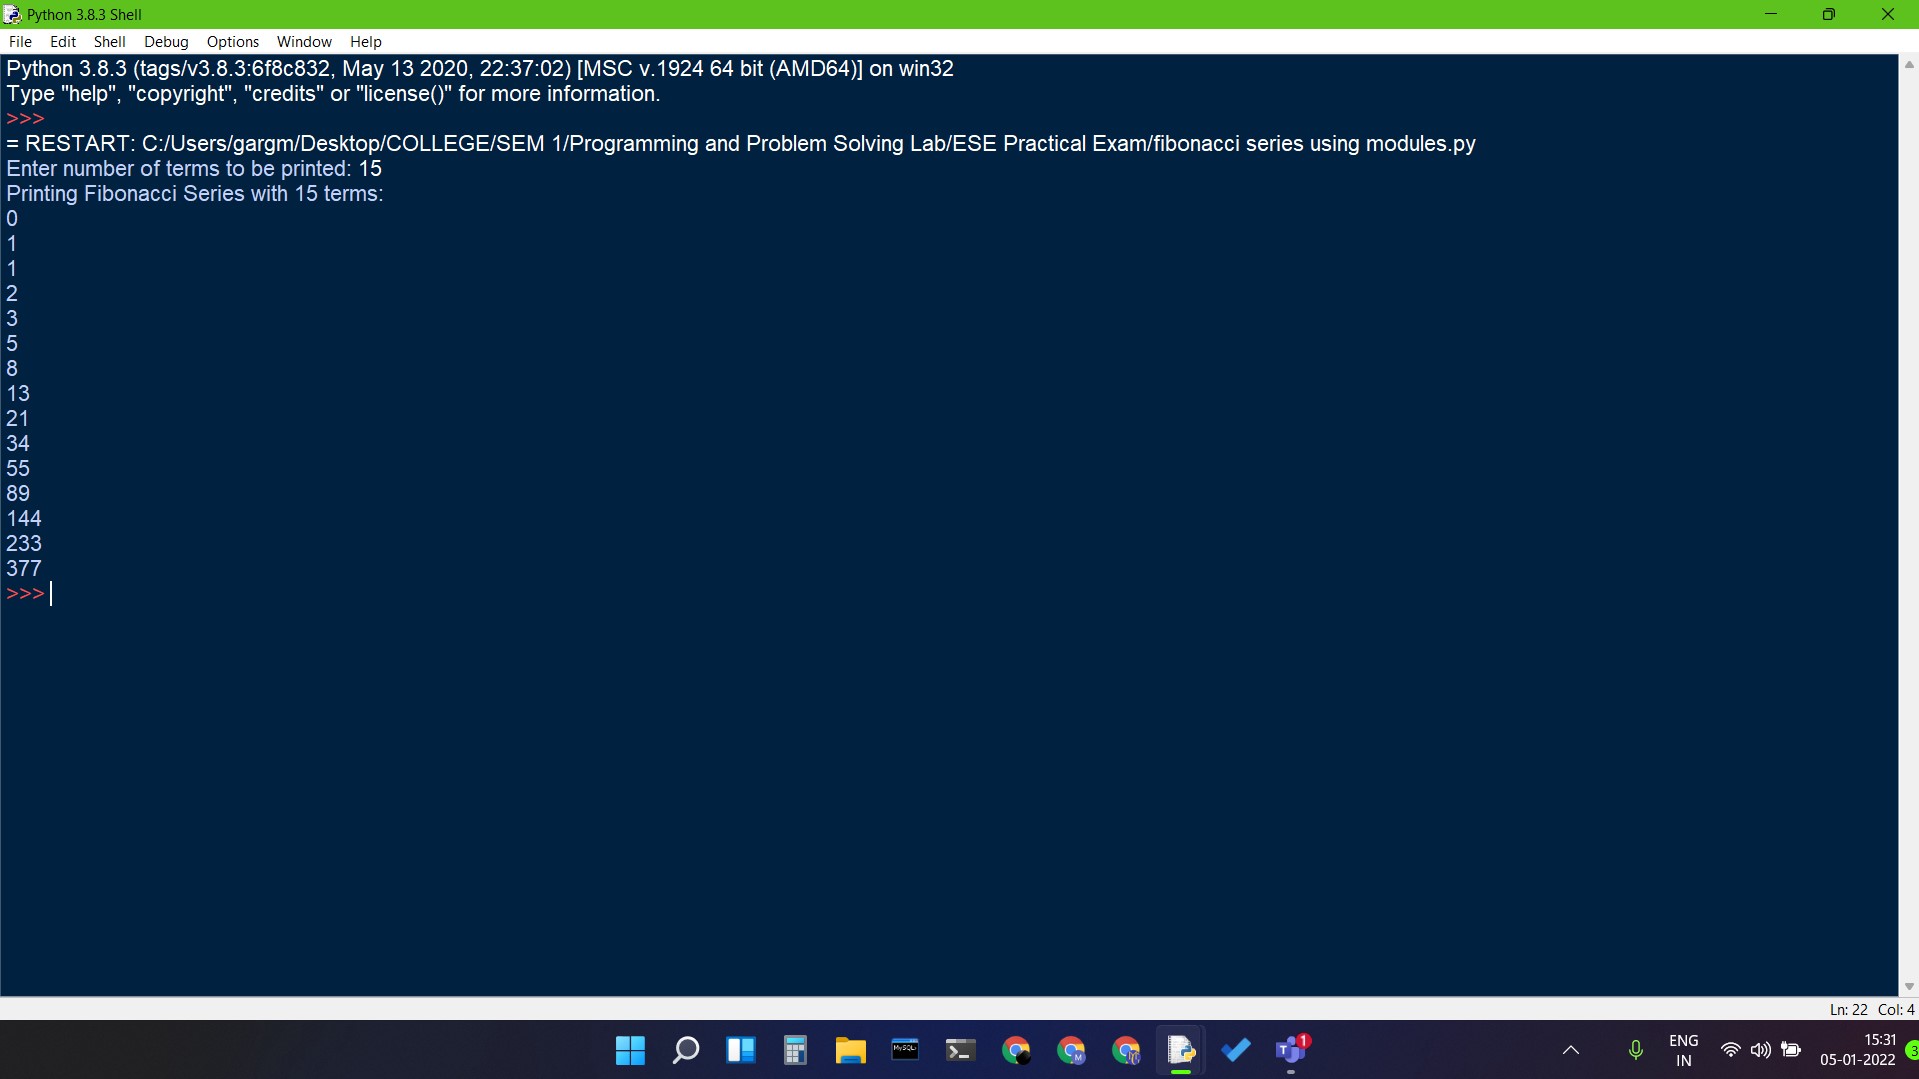 Python 3.8.3 Shell
File Edit Shell Debug Options Window Help
Python 3.8.3 (tags/v3.8.3:6f8c832, May 13 2020, 22:37:02) [MSC v.1924 64 bit (AMD64)] on win32
Type "help", "copyright", "credits" or "license()" for more information.
>>>
= RESTART: C:/Users/gargm/Desktop/COLLEGE/SEM 1/Programming and Problem Solving Lab/ESE Practical Exam/fibonacci series using modules.py
Enter number of terms to be printed: 15
Printing Fibonacci Series with 15 terms:
0
1
1
2
3
5
8
13
21
34
55
89
144
233
377
>>>
Ln: 22 Col: 4
MySQL
M
T 1
ENG
IN
15:31
05-01-2022
3